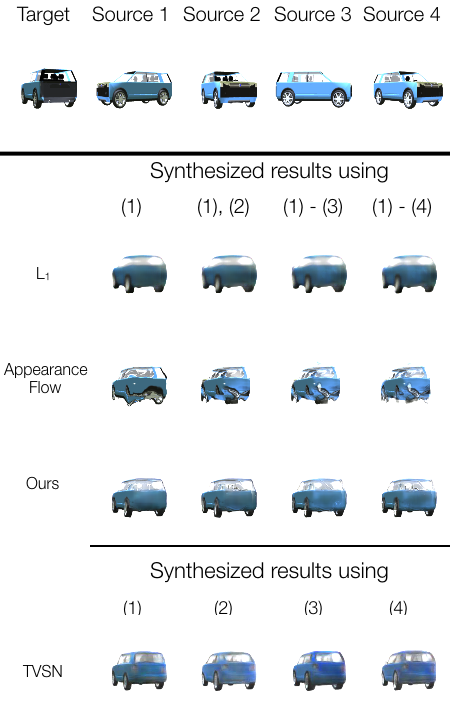 Target Source 1 Source 2 Source 3 Source 4
Synthesized results using
(1) (1), (2) (1) - (3) (1) - (4)
L₁
Appearance
Flow
Ours
Synthesized results using
(1) (2) (3) (4)
TVSN